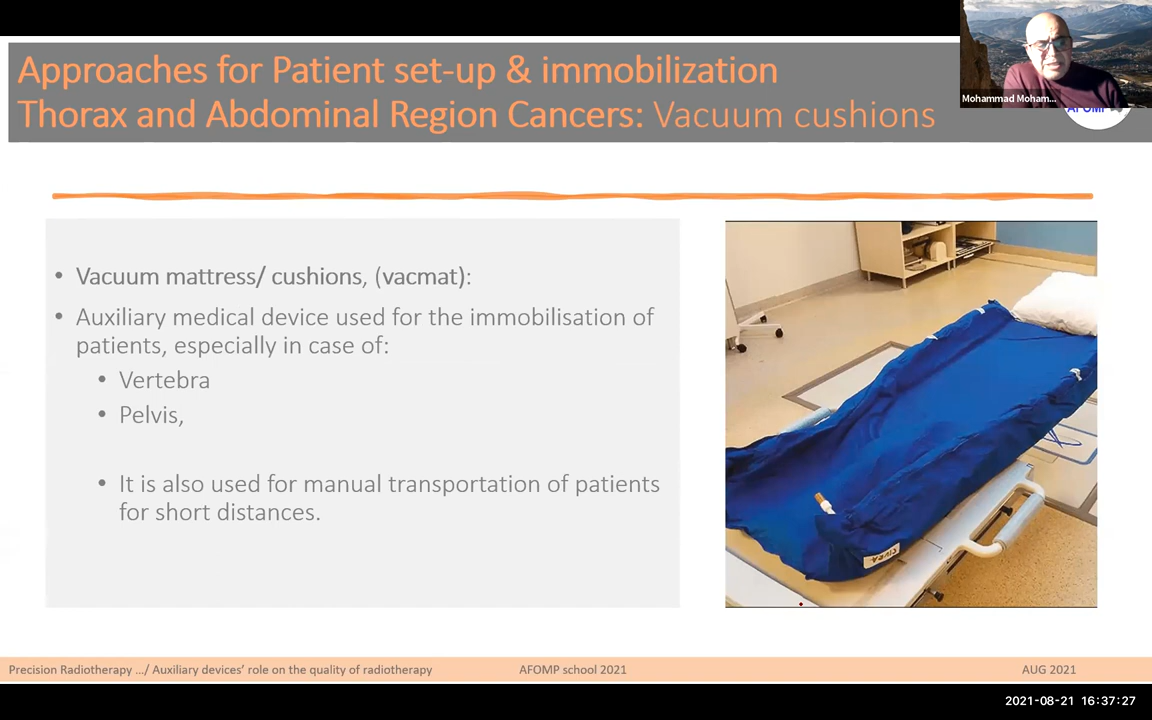 Approaches for Patient set-up & immobilization
Thorax and Abdominal Region Cancers: Vacuum cushions
Mohammad Moham...
• Vacuum mattress/ cushions, (vacmat):
• Auxiliary medical device used for the immobilisation of
patients, especially in case of:
• Vertebra
• Pelvis,
• It is also used for manual transportation of patients
for short distances.
CIVCO
Precision Radiotherapy .../ Auxiliary devices' role on the quality of radiotherapy
AFOMP school 2021
AUG 2021
2021-08-21 16:37:27